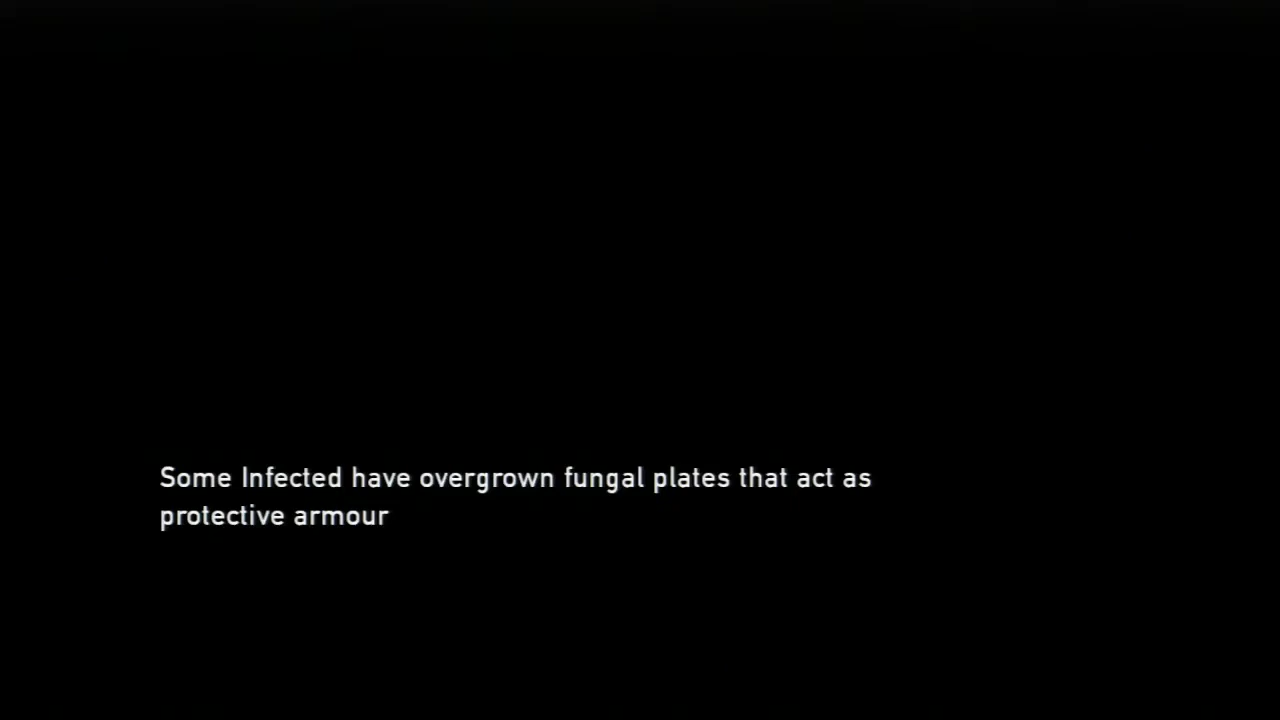 Some Infected have overgrown fungal plates that act as
protective armour